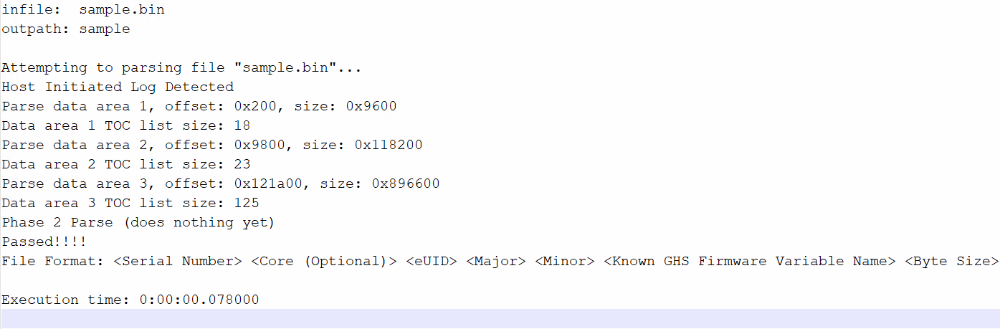 infile:  sample.bin
outpath: sample
Attempting to parsing file "sample.bin"...
Host Initiated Log Detected
Parse data area 1, offset: 0x200, size: 0x9600
Data area 1 TOC list size: 18
Parse data area 2, offset: 0x9800, size: 0x118200
Data area 2 TOC list size: 23
Parse data area 3, offset: 0x121a00, size: 0x896600
Data area 3 TOC list size: 125
Phase 2 Parse (does nothing yet)
Passed!!!!
File Format: <Serial Number> <Core (Optional)> <eUID> <Major> <Minor> <Known GHS Firmware Variable Name> <Byte Size>
Execution time: 0:00:00.078000